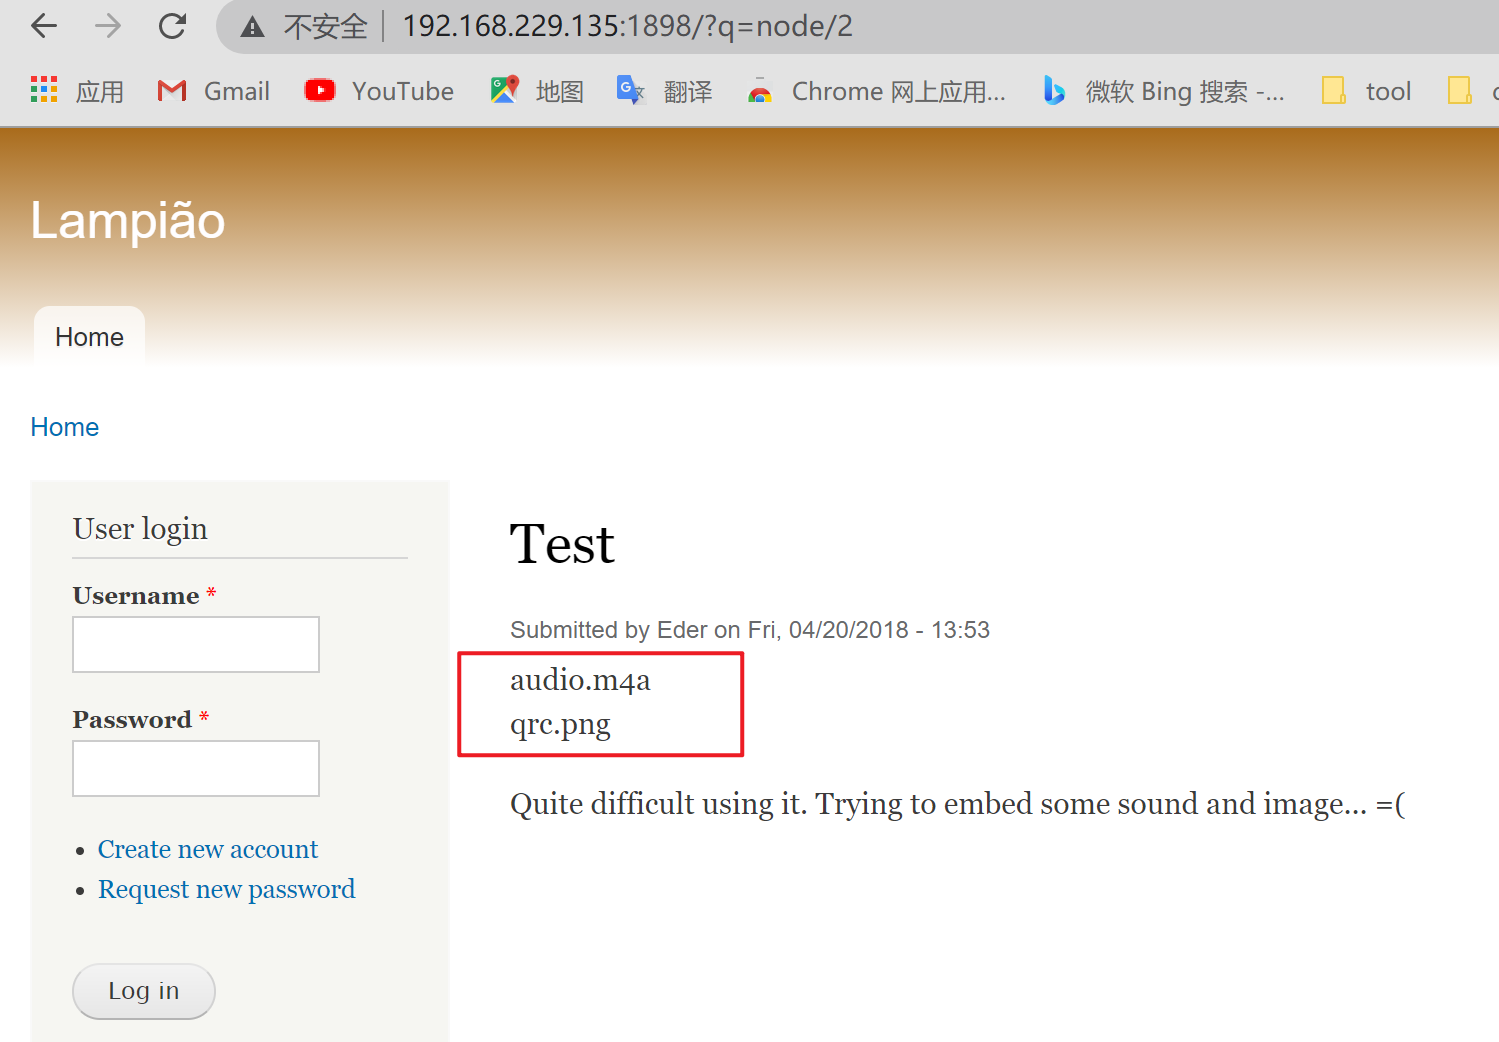 不安全 192.168.229.135:1898/?q=node/2
应用 Gmail YouTube 地图 翻译 Chrome 网上应用... 微软 Bing 搜索 -... tool
Lampião
Home
Home
User login
Username *
Password *
Create new account
Request new password
Log in
Test
Submitted by Eder on Fri, 04/20/2018 - 13:53
audio.m4a
qrc.png
Quite difficult using it. Trying to embed some sound and image... =(